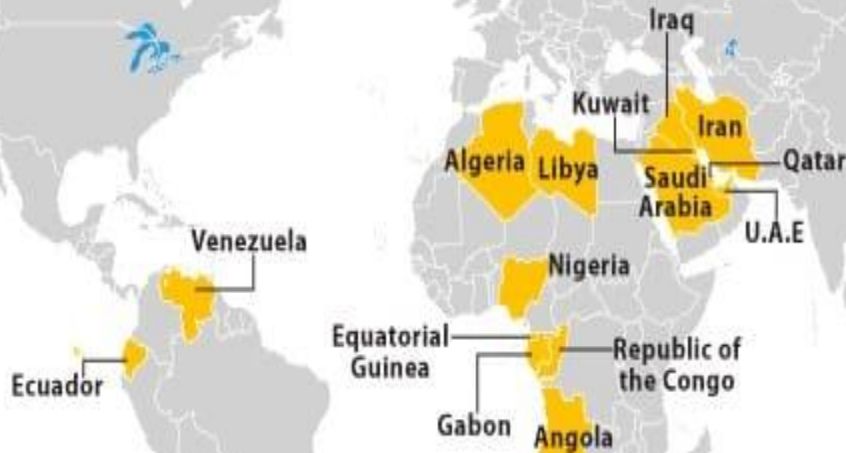 Iraq
Kuwait
Iran
Algeria
Libya
Qatar
Saudi
Arabia
U.A.E
Venezuela
Nigeria
Equatorial
Guinea
Republic of
the Congo
Ecuador
Gabon
Angola